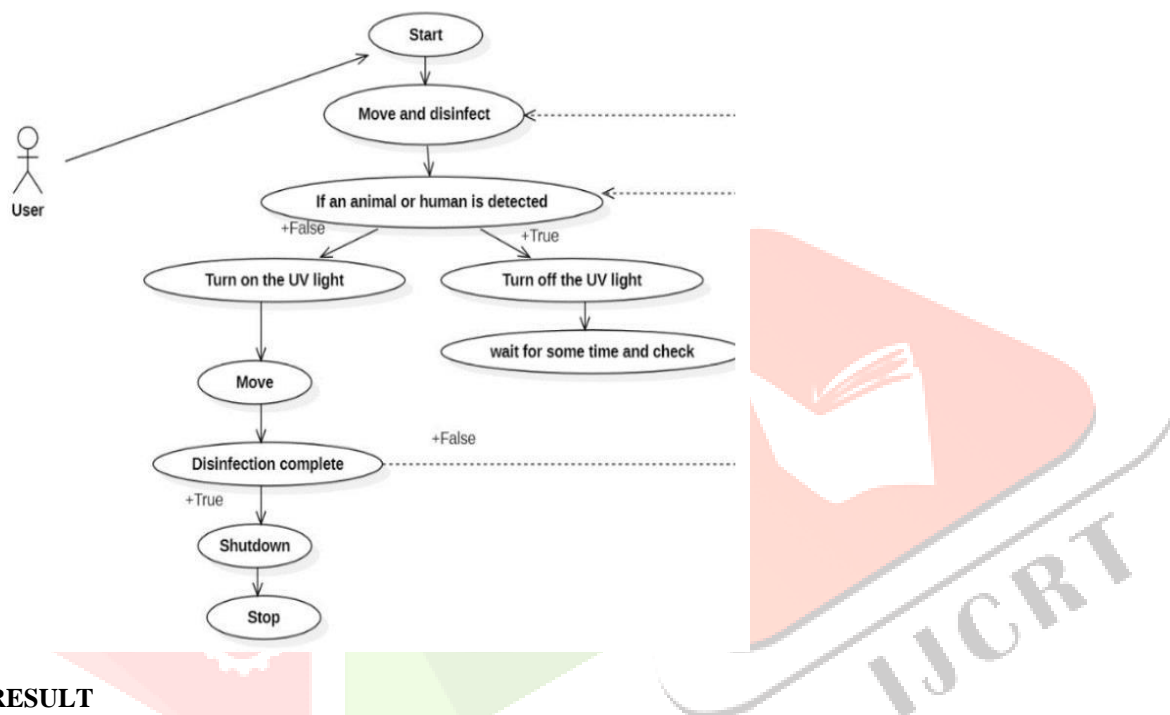 Start
Move and disinfect
User
If an animal or human is detected
+False
+True
Turn on the UV light
Turn off the UV light
wait for some time and check
Move
+False
Disinfection complete
+True
Shutdown
Stop
IJCRT
RESULT